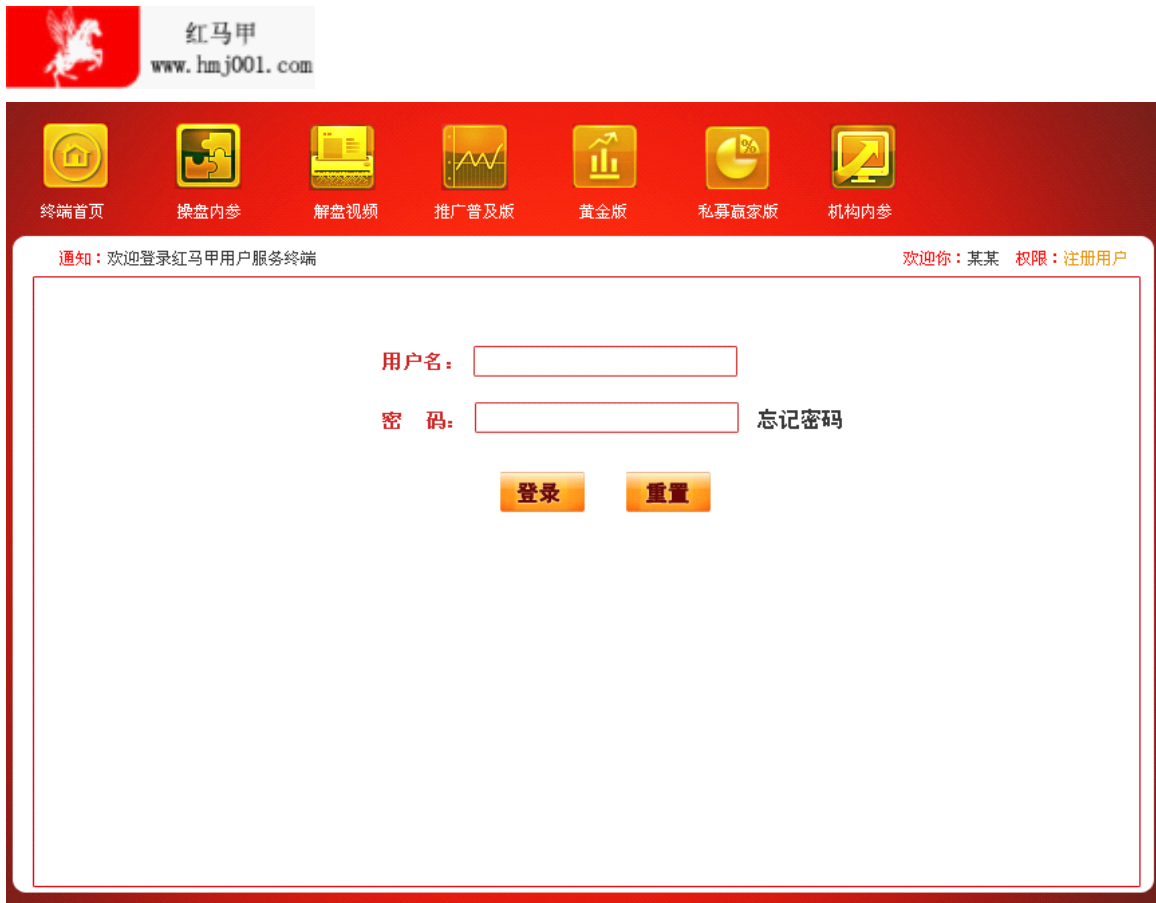 红马甲
www.hmj001.com
终端首页 操盘内参 解盘视频 推广普及版 黄金版 私募赢家版 机构内参
通知：欢迎登录红马甲用户服务终端 欢迎你：某某 权限：注册用户
用户名：
密 码： 忘记密码
登录 重置